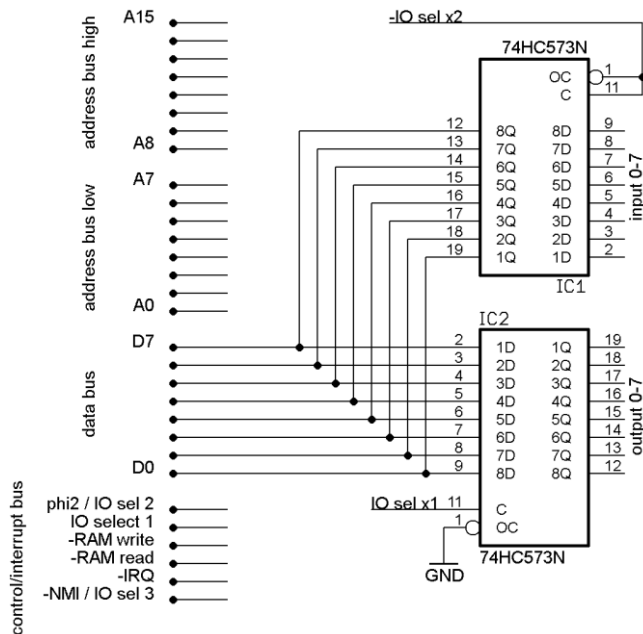 A15
address bus high
A8
A7
address bus low
A0
D7
data bus
D0
control/interrupt bus
phi2 / IO sel 2
IO select 1
-RAM write
-RAM read
-IRQ
-NMI / IO sel 3
-IO sel x2
74HC573N
OC 1
C 11
12 8Q 8D 9
13 7Q 7D 8
14 6Q 6D 7
15 5Q 5D 6
16 4Q 4D 5
17 3Q 3D 4
18 2Q 2D 3
19 1Q 1D 2
input 0-7
IC1
IC2
2 1D 1Q 19
3 2D 2Q 18
4 3D 3Q 17
5 4D 4Q 16
6 5D 5Q 15
7 6D 6Q 14
8 7D 7Q 13
9 8D 8Q 12
output 0-7
IO sel x1 11 C
1 OC
74HC573N
GND